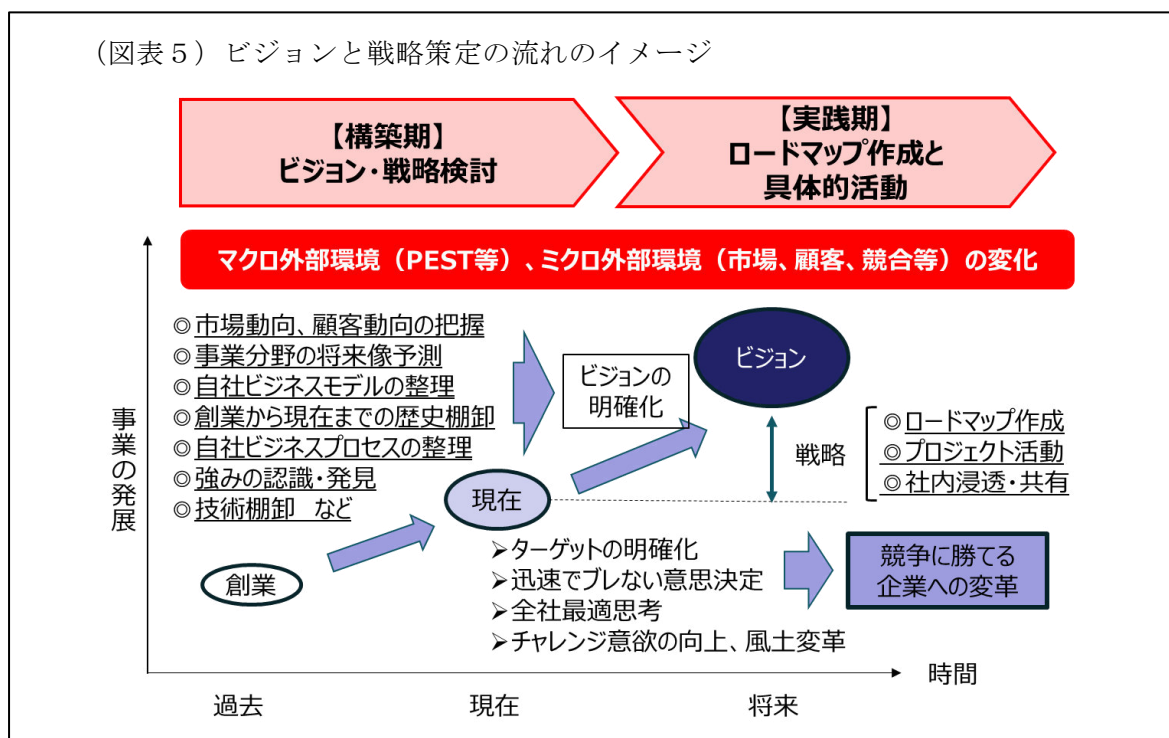 （図表５）ビジョンと戦略策定の流れのイメージ
【構築期】
ビジョン・戦略検討
【実践期】
ロードマップ作成と
具体的活動
マクロ外部環境（PEST等）、ミクロ外部環境（市場、顧客、競合等）の変化
◎市場動向、顧客動向の把握
◎事業分野の将来像予測
◎自社ビジネスモデルの整理
◎創業から現在までの歴史棚卸
◎自社ビジネスプロセスの整理
◎強みの認識・発見
◎技術棚卸　など
ビジョンの
明確化
ビジョン
戦略
◎ロードマップ作成
◎プロジェクト活動
◎社内浸透・共有
事業の発展
現在
創業
➢ターゲットの明確化
➢迅速でブレない意思決定
➢全社最適思考
➢チャレンジ意欲の向上、風土変革
競争に勝てる
企業への変革
時間
過去
現在
将来